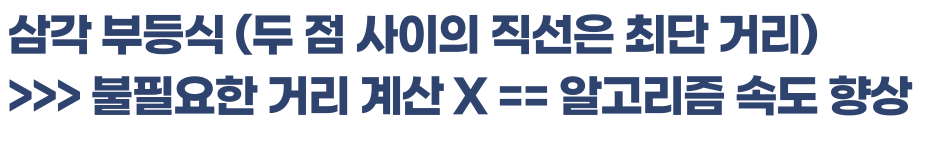 삼각 부등식 (두 점 사이의 직선은 최단 거리)
>>> 불필요한 거리 계산 X == 알고리즘 속도 향상